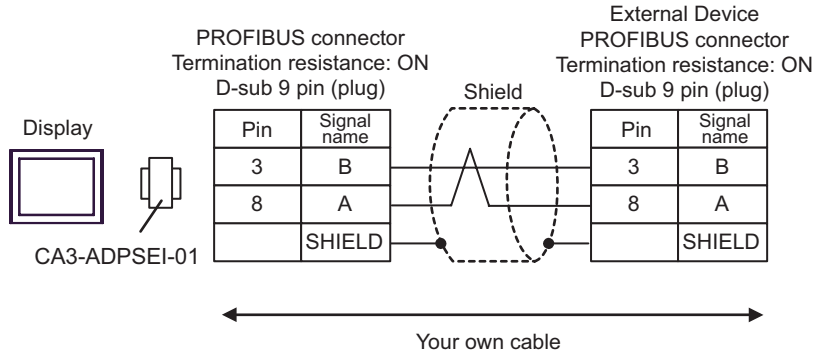 External Device
PROFIBUS connector
Termination resistance: ON
D-sub 9 pin (plug)
PROFIBUS connector
Termination resistance: ON
D-sub 9 pin (plug)
Shield
Display
Pin
Signal
name
3
B
8
A
SHIELD
Pin
Signal
name
3
B
8
A
SHIELD
CA3-ADPSEI-01
Your own cable